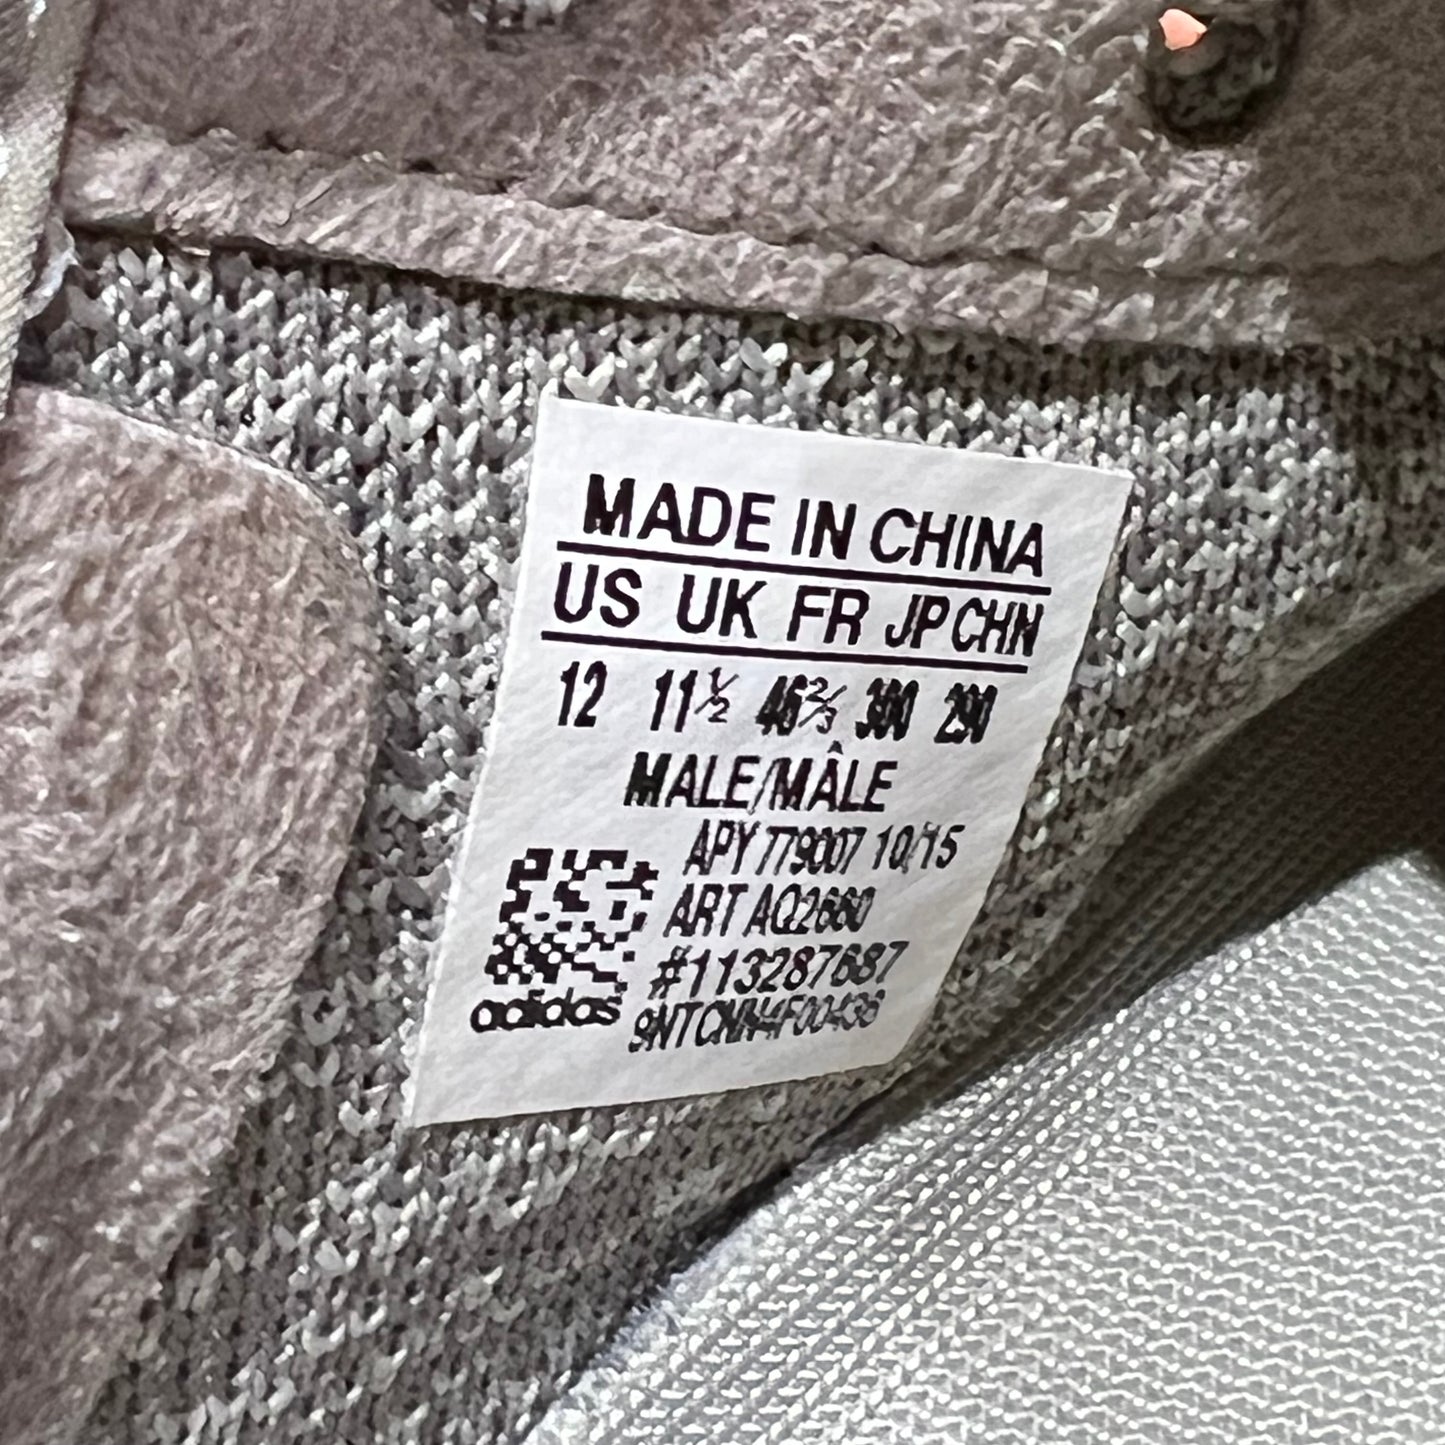 MADE IN CHINA
US UK FR JP CHN
12 11½ 46⅔ 300 290
MALE/MÂLE
APY 779007 10/15
ART AQ2660
#113287687
adidas